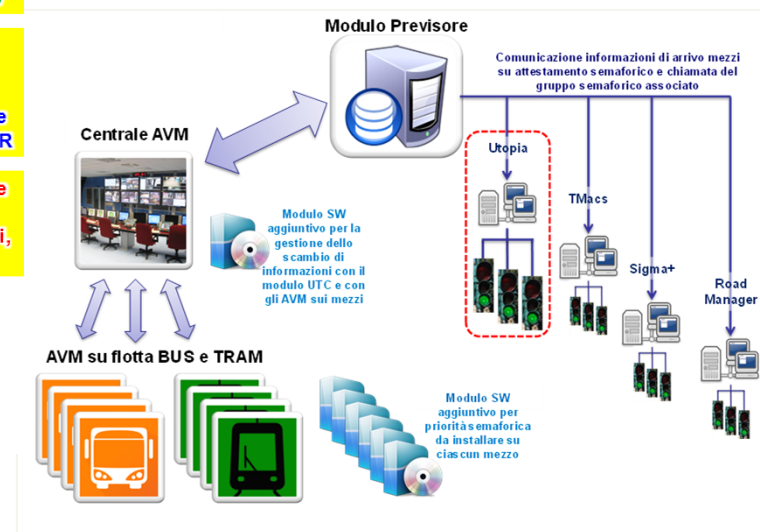 e
R
e
i,
Modulo Previsore
Comunicazione informazioni di arrivo mezzi
su attestamento semaforico e chiamata del
gruppo semaforico associato
Centrale AVM
Utopia
TMacs
Sigma+
Road
Manager
Modulo SW
aggiuntivo per la
gestione dello
scambio di
informazioni con il
modulo UTC e con
gli AVM sui mezzi
AVM su flotta BUS e TRAM
Modulo SW
aggiuntivo per
priorità semaforica
da installare su
ciascun mezzo